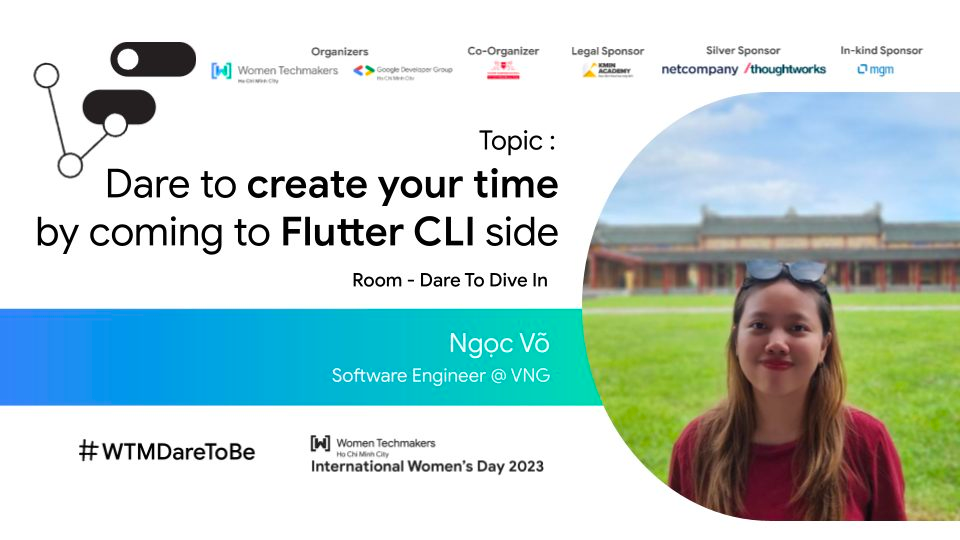 Organizers
Co-Organizer
Legal Sponsor
Silver Sponsor
In-kind Sponsor
Women Techmakers
Ho Chi Minh City
Google Developer Group
Ho Chi Minh City
KMIN
ACADEMY
netcompany
/thoughtworks
mgm
Topic :
Dare to create your time
by coming to Flutter CLI side
Room - Dare To Dive In
Ngọc Võ
Software Engineer @ VNG
#WTMDareToBe
Women Techmakers
Ho Chi Minh City
International Women's Day 2023